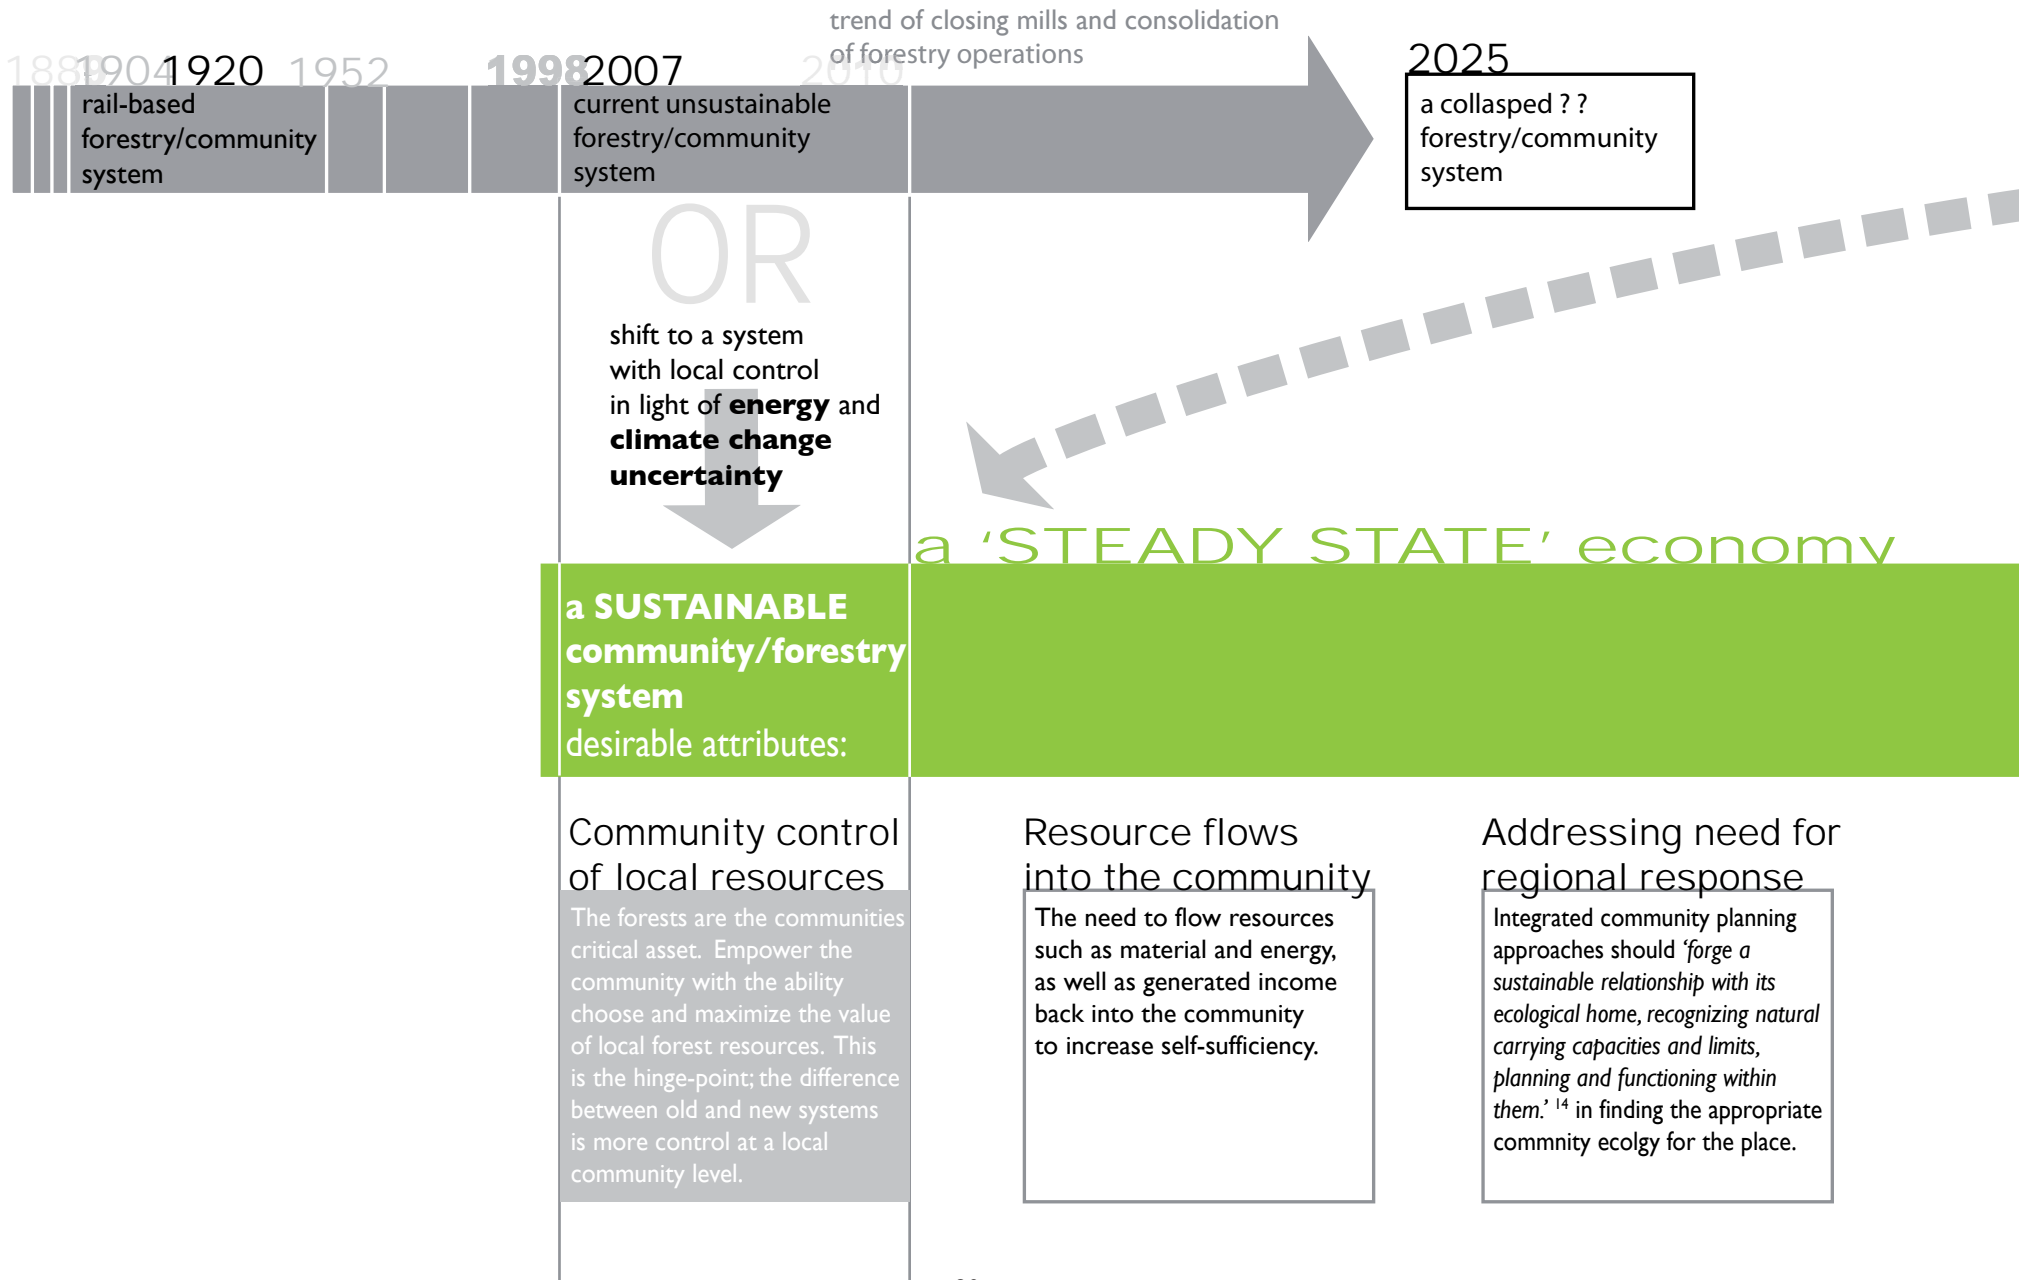 trend of closing mills and consolidation
of forestry operations
1904 1920 1952 1998 2007 2010 2025
rail-based
forestry/community
system
current unsustainable
forestry/community
system
a collasped ? ?
forestry/community
system
OR
shift to a system
with local control
in light of energy and
climate change
uncertainty
a ‘STEADY STATE’ economy
a SUSTAINABLE
community/forestry
system
desirable attributes:
Community control
of local resources
The forests are the communities
critical asset. Empower the
community with the ability
choose and maximize the value
of local forest resources. This
is the hinge-point; the difference
between old and new systems
is more control at a local
community level.
Resource flows
into the community
The need to flow resources
such as material and energy,
as well as generated income
back into the community
to increase self-sufficiency.
Addressing need for
regional response
Integrated community planning
approaches should ‘forge a
sustainable relationship with its
ecological home, recognizing natural
carrying capacities and limits,
planning and functioning within
them.’ 14 in finding the appropriate
commnity ecolgy for the place.